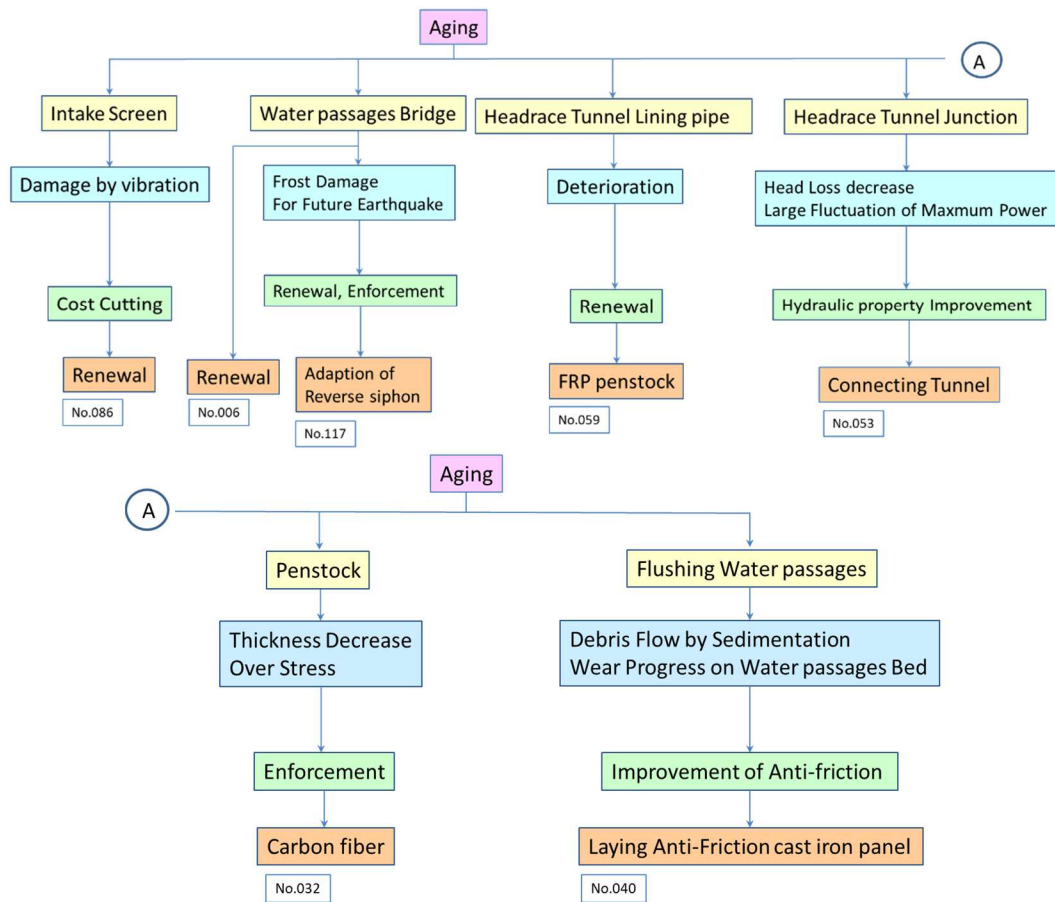 Aging
A
Intake Screen
Water passages Bridge
Headrace Tunnel Lining pipe
Headrace Tunnel Junction
Damage by vibration
Frost Damage
For Future Earthquake
Deterioration
Head Loss decrease
Large Fluctuation of Maxmum Power
Cost Cutting
Renewal, Enforcement
Renewal
Hydraulic property Improvement
Renewal
Renewal
Adaption of
Reverse siphon
FRP penstock
Connecting Tunnel
No.086
No.006
No.117
No.059
No.053
Aging
A
Penstock
Flushing Water passages
Thickness Decrease
Over Stress
Debris Flow by Sedimentation
Wear Progress on Water passages Bed
Enforcement
Improvement of Anti-friction
Carbon fiber
Laying Anti-Friction cast iron panel
No.032
No.040